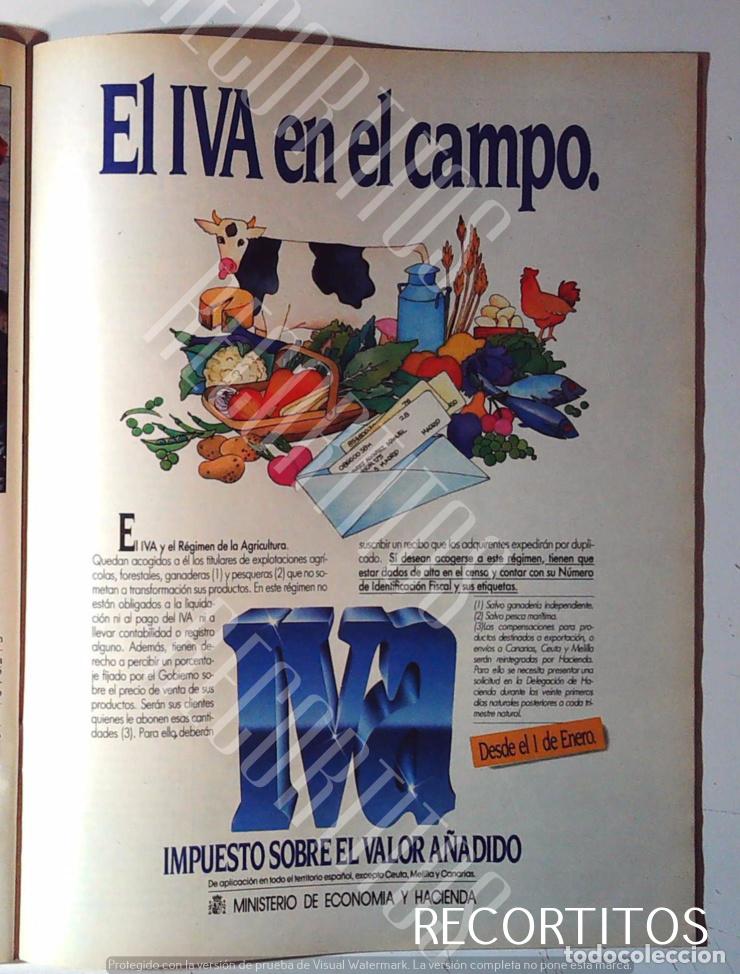 El IVA en el campo.
El IVA y el Régimen de la Agricultura.
Quedan acogidos a él los titulares de explotaciones agrí-
colas, forestales, ganaderas (1) y pesqueras (2) que no so-
metan a transformación sus productos. En este régimen no
están obligados a la liquida-
ción ni al pago del IVA ni a
llevar contabilidad o registro
alguno. Además, tienen de-
recho a percibir un porcenta-
je fijado por el Gobierno so-
bre el precio de venta de sus
productos. Serán sus clientes
quienes le abonen esas canti-
dades (3). Para ello, deberán
suscribir un recibo que los adquirentes expedirán por dupli-
cado. Si desean acogerse a este régimen, tienen que
estar dados de alta en el censo y contar con su Número
de Identificación Fiscal y sus etiquetas.
(1) Salvo ganadería independiente.
(2) Salvo pesca marítima.
(3) Las compensaciones para pro-
ductos destinados a exportación, o
envíos a Canarias, Ceuta y Melilla
serán reintegradas por Hacienda.
Para ello se necesita presentar una
solicitud en la Delegación de Ha-
cienda durante los veinte primeros
días naturales posteriores a cada tri-
mestre natural.
Desde el 1 de Enero.
IVa
IMPUESTO SOBRE EL VALOR AÑADIDO
De aplicación en todo el territorio español, excepto Ceuta, Melilla y Canarias.
MINISTERIO DE ECONOMIA Y HACIENDA
MADRID
RECORTITOS
todocoleccion
Protegido con la versión de prueba de Visual Watermark. La versión completa no pone esta marca.